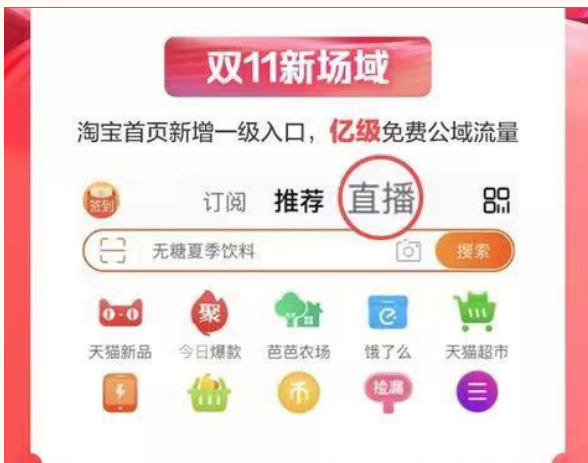 双11新场域
淘宝首页新增一级入口，亿级免费公域流量
签到 订阅 推荐 直播
无糖夏季饮料 搜索
聚
天猫新品 今日爆款 芭芭农场 饿了么 天猫超市
币 捡漏